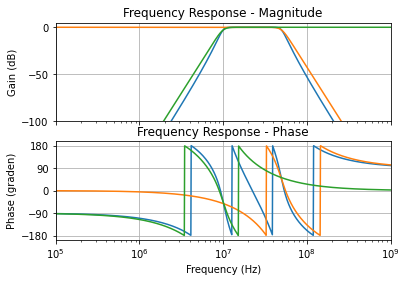 Frequency Response - Magnitude
0
−50
−100
Gain (dB)
Frequency Response - Phase
180
90
0
−90
−180
Phase (graden)
10^5 10^6 10^7 10^8 10^9
Frequency (Hz)